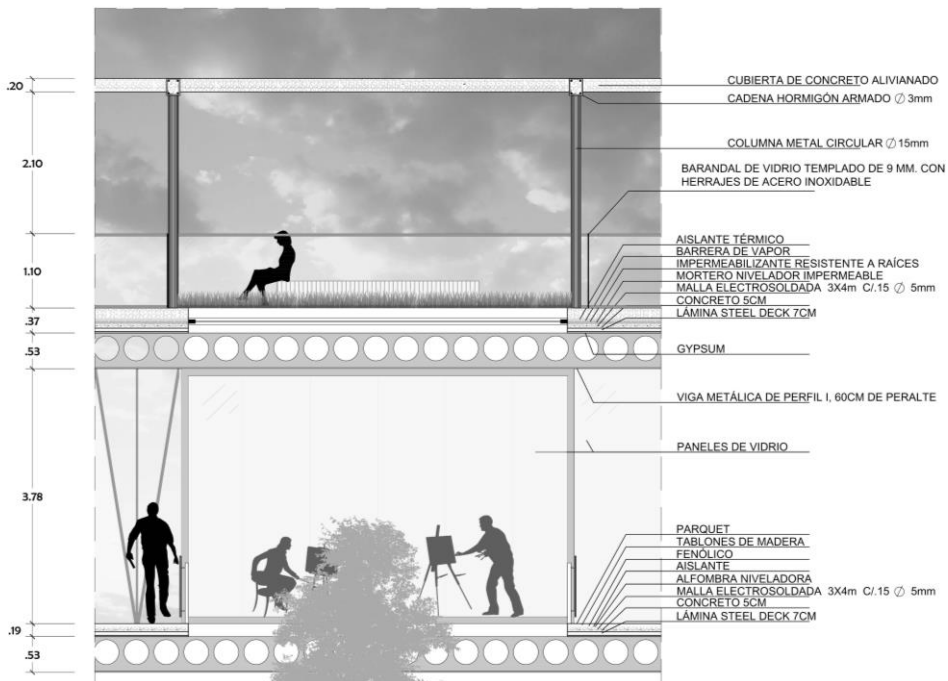 .20
2.10
1.10
.37
.53
3.78
.19
.53
CUBIERTA DE CONCRETO ALIVIANADO
CADENA HORMIGÓN ARMADO ∅ 3mm
COLUMNA METAL CIRCULAR ∅ 15mm
BARANDAL DE VIDRIO TEMPLADO DE 9 MM. CON
HERRAJES DE ACERO INOXIDABLE
AISLANTE TÉRMICO
BARRERA DE VAPOR
IMPERMEABILIZANTE RESISTENTE A RAÍCES
MORTERO NIVELADOR IMPERMEABLE
MALLA ELECTROSOLDADA 3X4m C/.15 ∅ 5mm
CONCRETO 5CM
LÁMINA STEEL DECK 7CM
GYPSUM
VIGA METÁLICA DE PERFIL I, 60CM DE PERALTE
PANELES DE VIDRIO
PARQUET
TABLONES DE MADERA
FENÓLICO
AISLANTE
ALFOMBRA NIVELADORA
MALLA ELECTROSOLDADA 3X4m C/.15 ∅ 5mm
CONCRETO 5CM
LÁMINA STEEL DECK 7CM